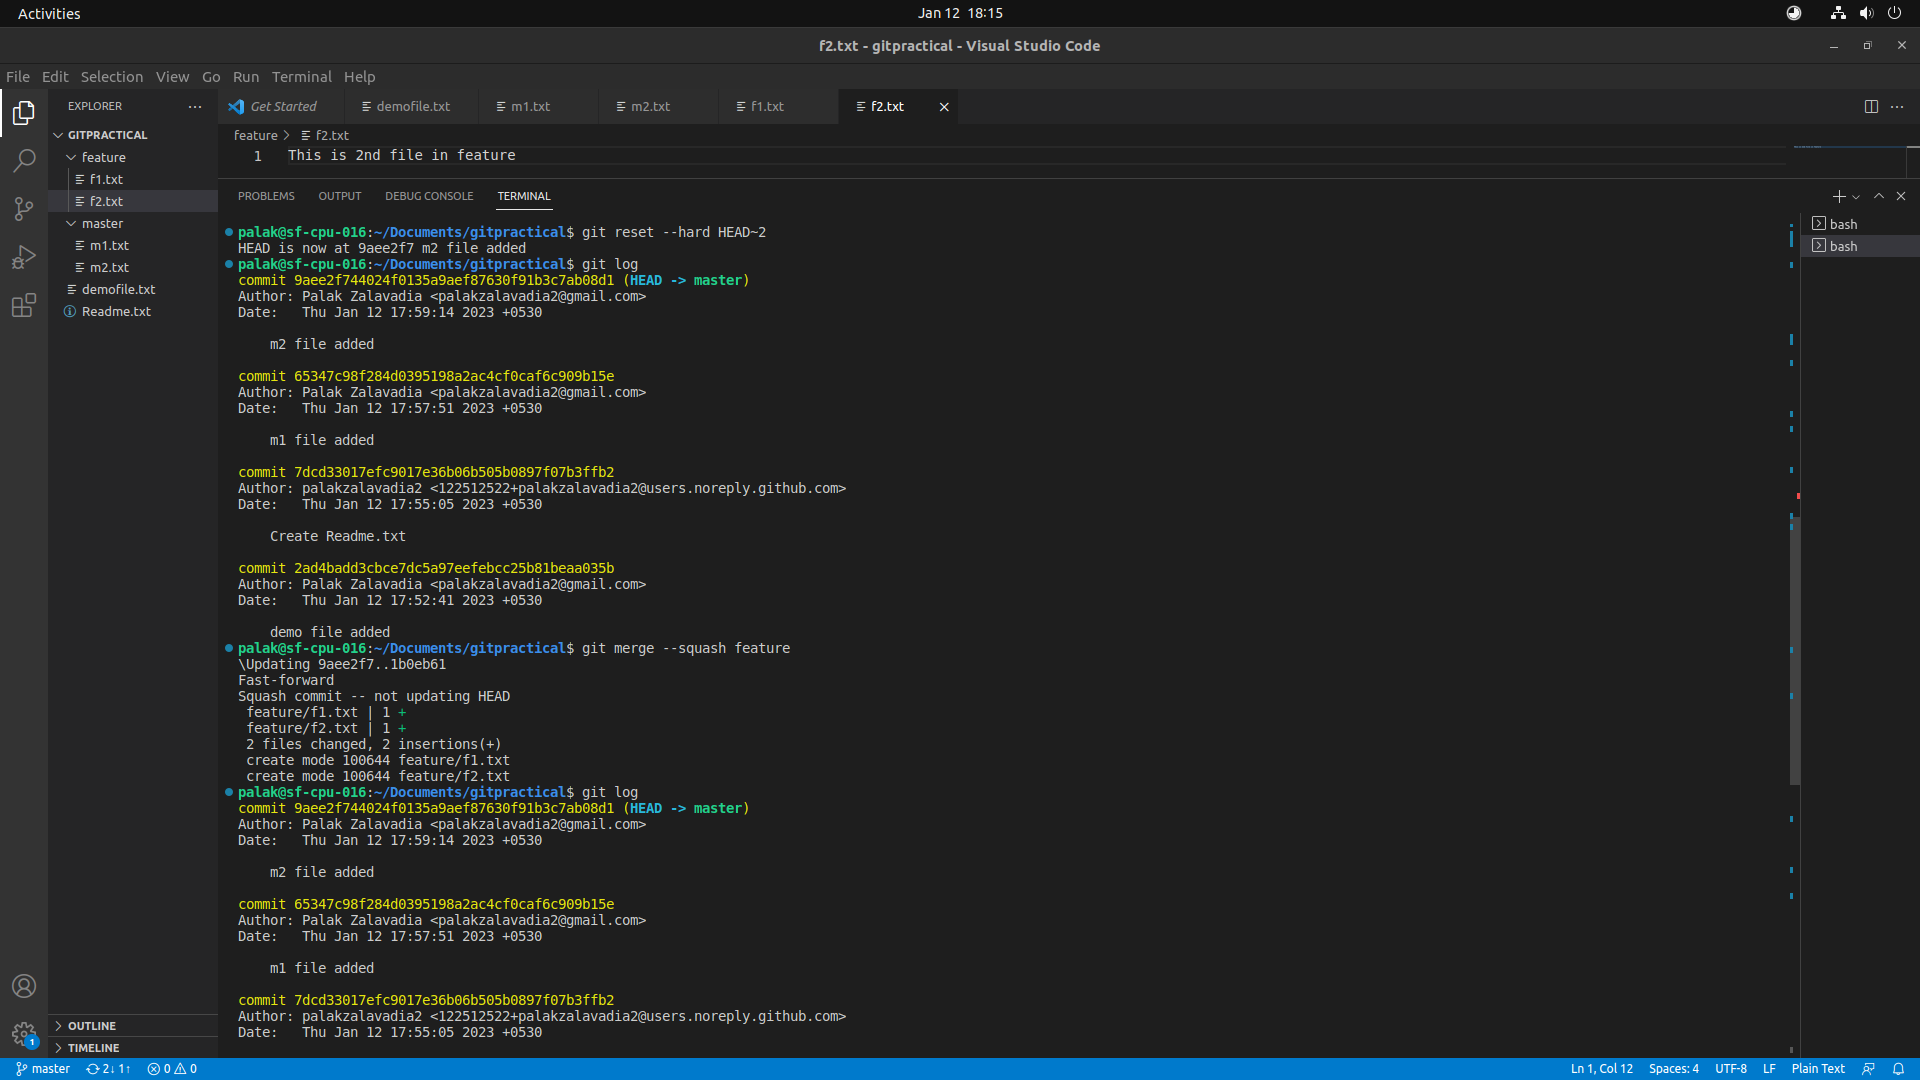 Activities
Jan 12 18:15
f2.txt - gitpractical - Visual Studio Code
File Edit Selection View Go Run Terminal Help
EXPLORER
GITPRACTICAL
feature
f1.txt
f2.txt
master
m1.txt
m2.txt
demofile.txt
Readme.txt
OUTLINE
TIMELINE
Get Started demofile.txt m1.txt m2.txt f1.txt f2.txt
feature > f2.txt
1 This is 2nd file in feature
PROBLEMS OUTPUT DEBUG CONSOLE TERMINAL
palak@sf-cpu-016:~/Documents/gitpractical$ git reset --hard HEAD~2
HEAD is now at 9aee2f7 m2 file added
palak@sf-cpu-016:~/Documents/gitpractical$ git log
commit 9aee2f744024f0135a9aef87630f91b3c7ab08d1 (HEAD -> master)
Author: Palak Zalavadia <palakzalavadia2@gmail.com>
Date:   Thu Jan 12 17:59:14 2023 +0530
m2 file added
commit 65347c98f284d0395198a2ac4cf0caf6c909b15e
Author: Palak Zalavadia <palakzalavadia2@gmail.com>
Date:   Thu Jan 12 17:57:51 2023 +0530
m1 file added
commit 7dcd33017efc9017e36b06b505b0897f07b3ffb2
Author: palakzalavadia2 <122512522+palakzalavadia2@users.noreply.github.com>
Date:   Thu Jan 12 17:55:05 2023 +0530
Create Readme.txt
commit 2ad4badd3cbce7dc5a97eefebcc25b81beaa035b
Author: Palak Zalavadia <palakzalavadia2@gmail.com>
Date:   Thu Jan 12 17:52:41 2023 +0530
demo file added
palak@sf-cpu-016:~/Documents/gitpractical$ git merge --squash feature
\Updating 9aee2f7..1b0eb61
Fast-forward
Squash commit -- not updating HEAD
feature/f1.txt | 1 +
feature/f2.txt | 1 +
2 files changed, 2 insertions(+)
create mode 100644 feature/f1.txt
create mode 100644 feature/f2.txt
palak@sf-cpu-016:~/Documents/gitpractical$ git log
commit 9aee2f744024f0135a9aef87630f91b3c7ab08d1 (HEAD -> master)
Author: Palak Zalavadia <palakzalavadia2@gmail.com>
Date:   Thu Jan 12 17:59:14 2023 +0530
m2 file added
commit 65347c98f284d0395198a2ac4cf0caf6c909b15e
Author: Palak Zalavadia <palakzalavadia2@gmail.com>
Date:   Thu Jan 12 17:57:51 2023 +0530
m1 file added
commit 7dcd33017efc9017e36b06b505b0897f07b3ffb2
Author: palakzalavadia2 <122512522+palakzalavadia2@users.noreply.github.com>
Date:   Thu Jan 12 17:55:05 2023 +0530
bash
bash
1
master 2↓ 1↑ 0 0
Ln 1, Col 12 Spaces: 4 UTF-8 LF Plain Text